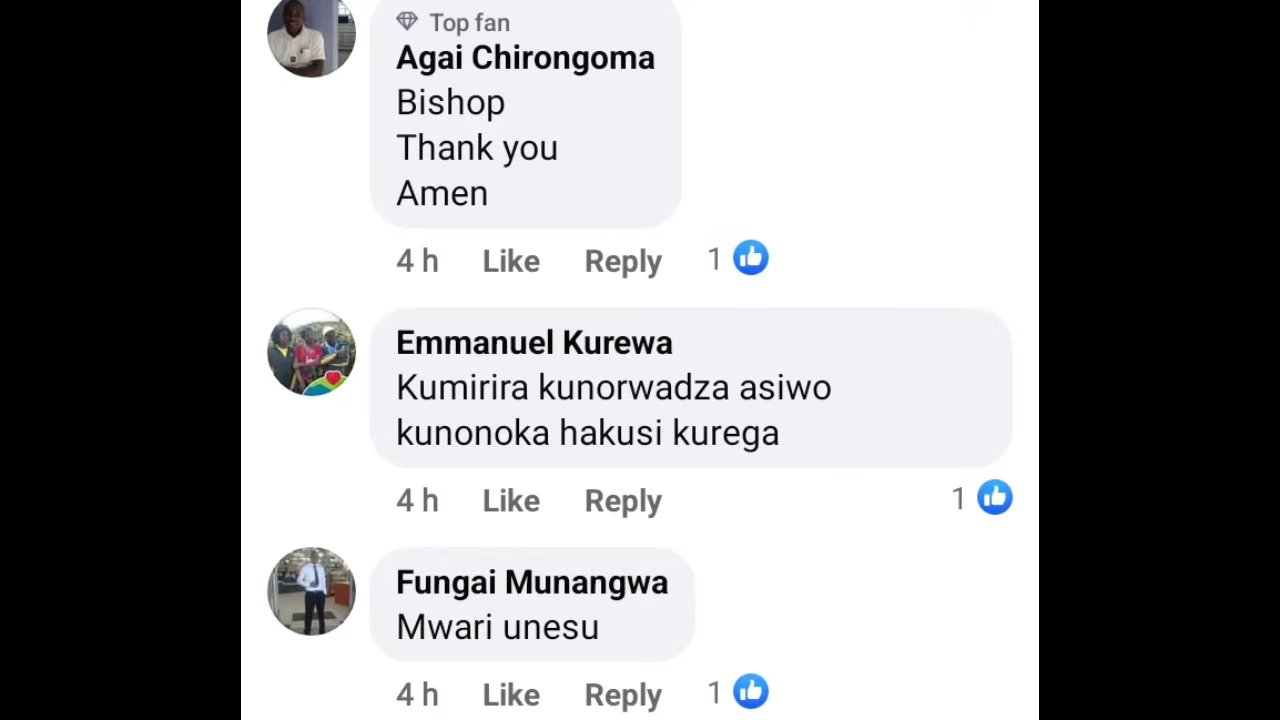 Top fan
Agai Chirongoma
Bishop
Thank you
Amen
4 h Like Reply 1
Emmanuel Kurewa
Kumirira kunorwadza asiwo
kunonoka hakusi kurega
4 h Like Reply 1
Fungai Munangwa
Mwari unesu
4 h Like Reply 1